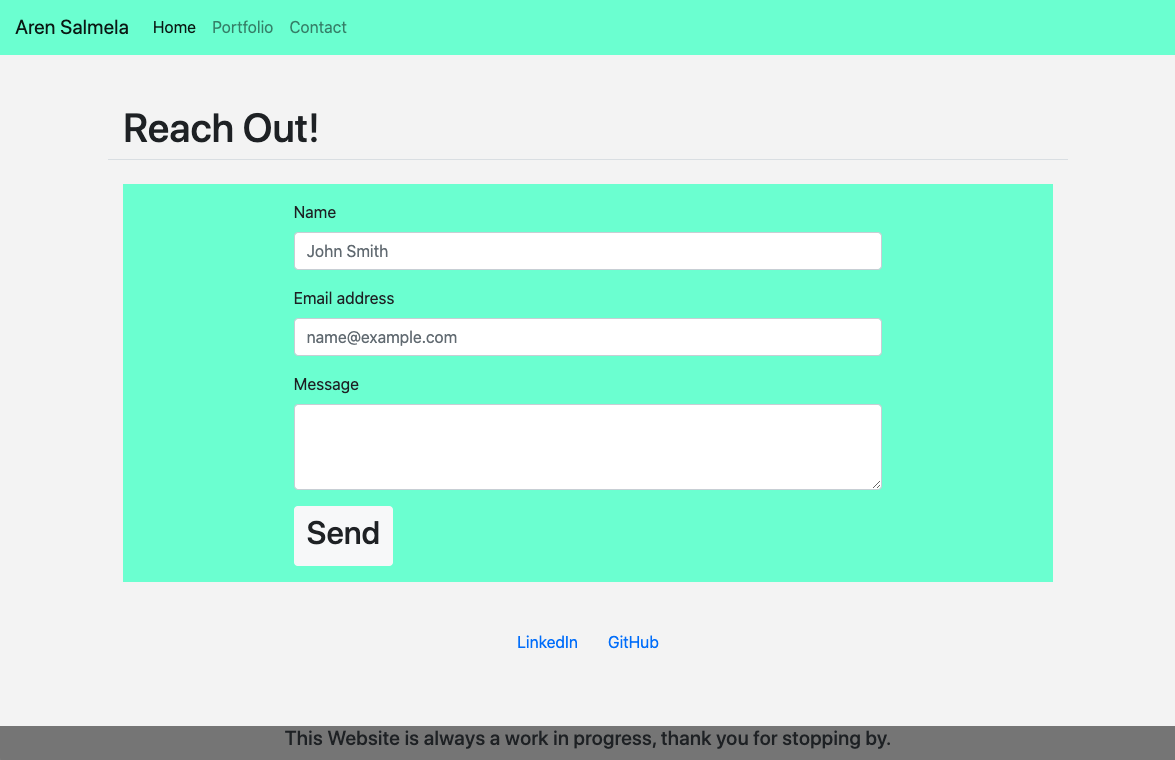 Aren Salmela Home Portfolio Contact
Reach Out!
Name
John Smith
Email address
name@example.com
Message
Send
LinkedIn GitHub
This Website is always a work in progress, thank you for stopping by.